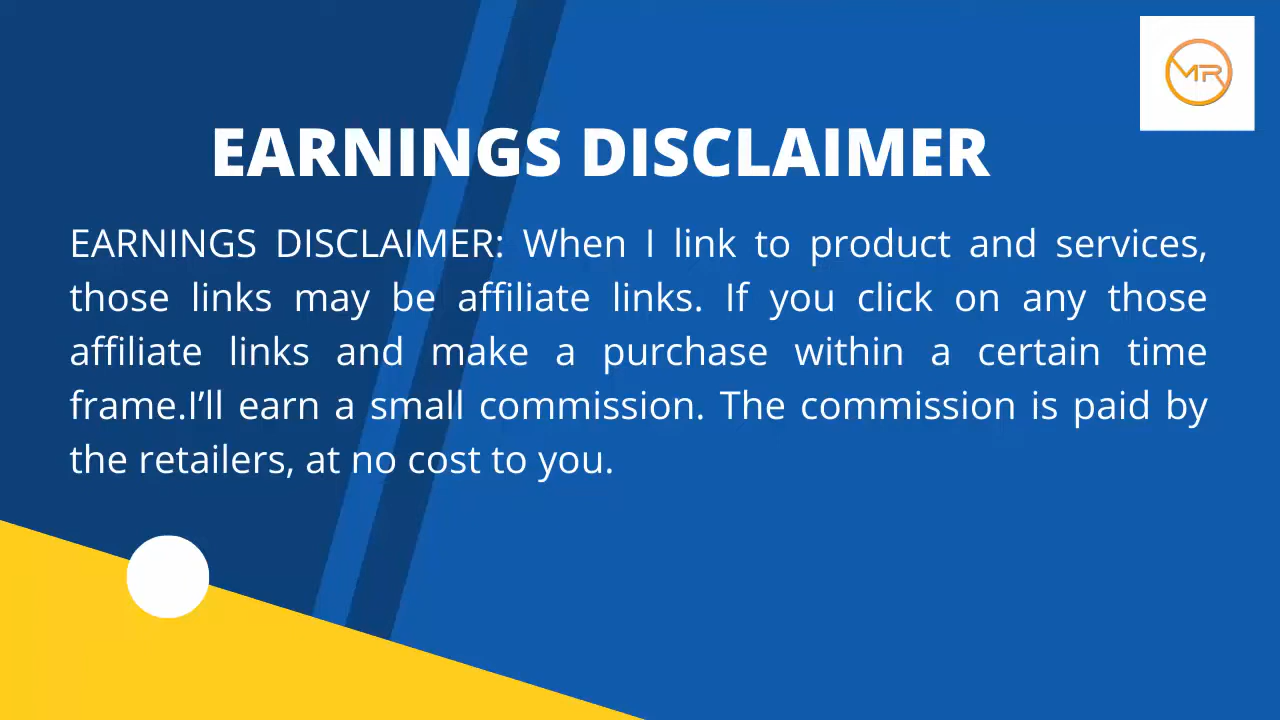 MR
EARNINGS DISCLAIMER
EARNINGS DISCLAIMER: When I link to product and services,
those links may be affiliate links. If you click on any those
affiliate links and make a purchase within a certain time
frame.I’ll earn a small commission. The commission is paid by
the retailers, at no cost to you.